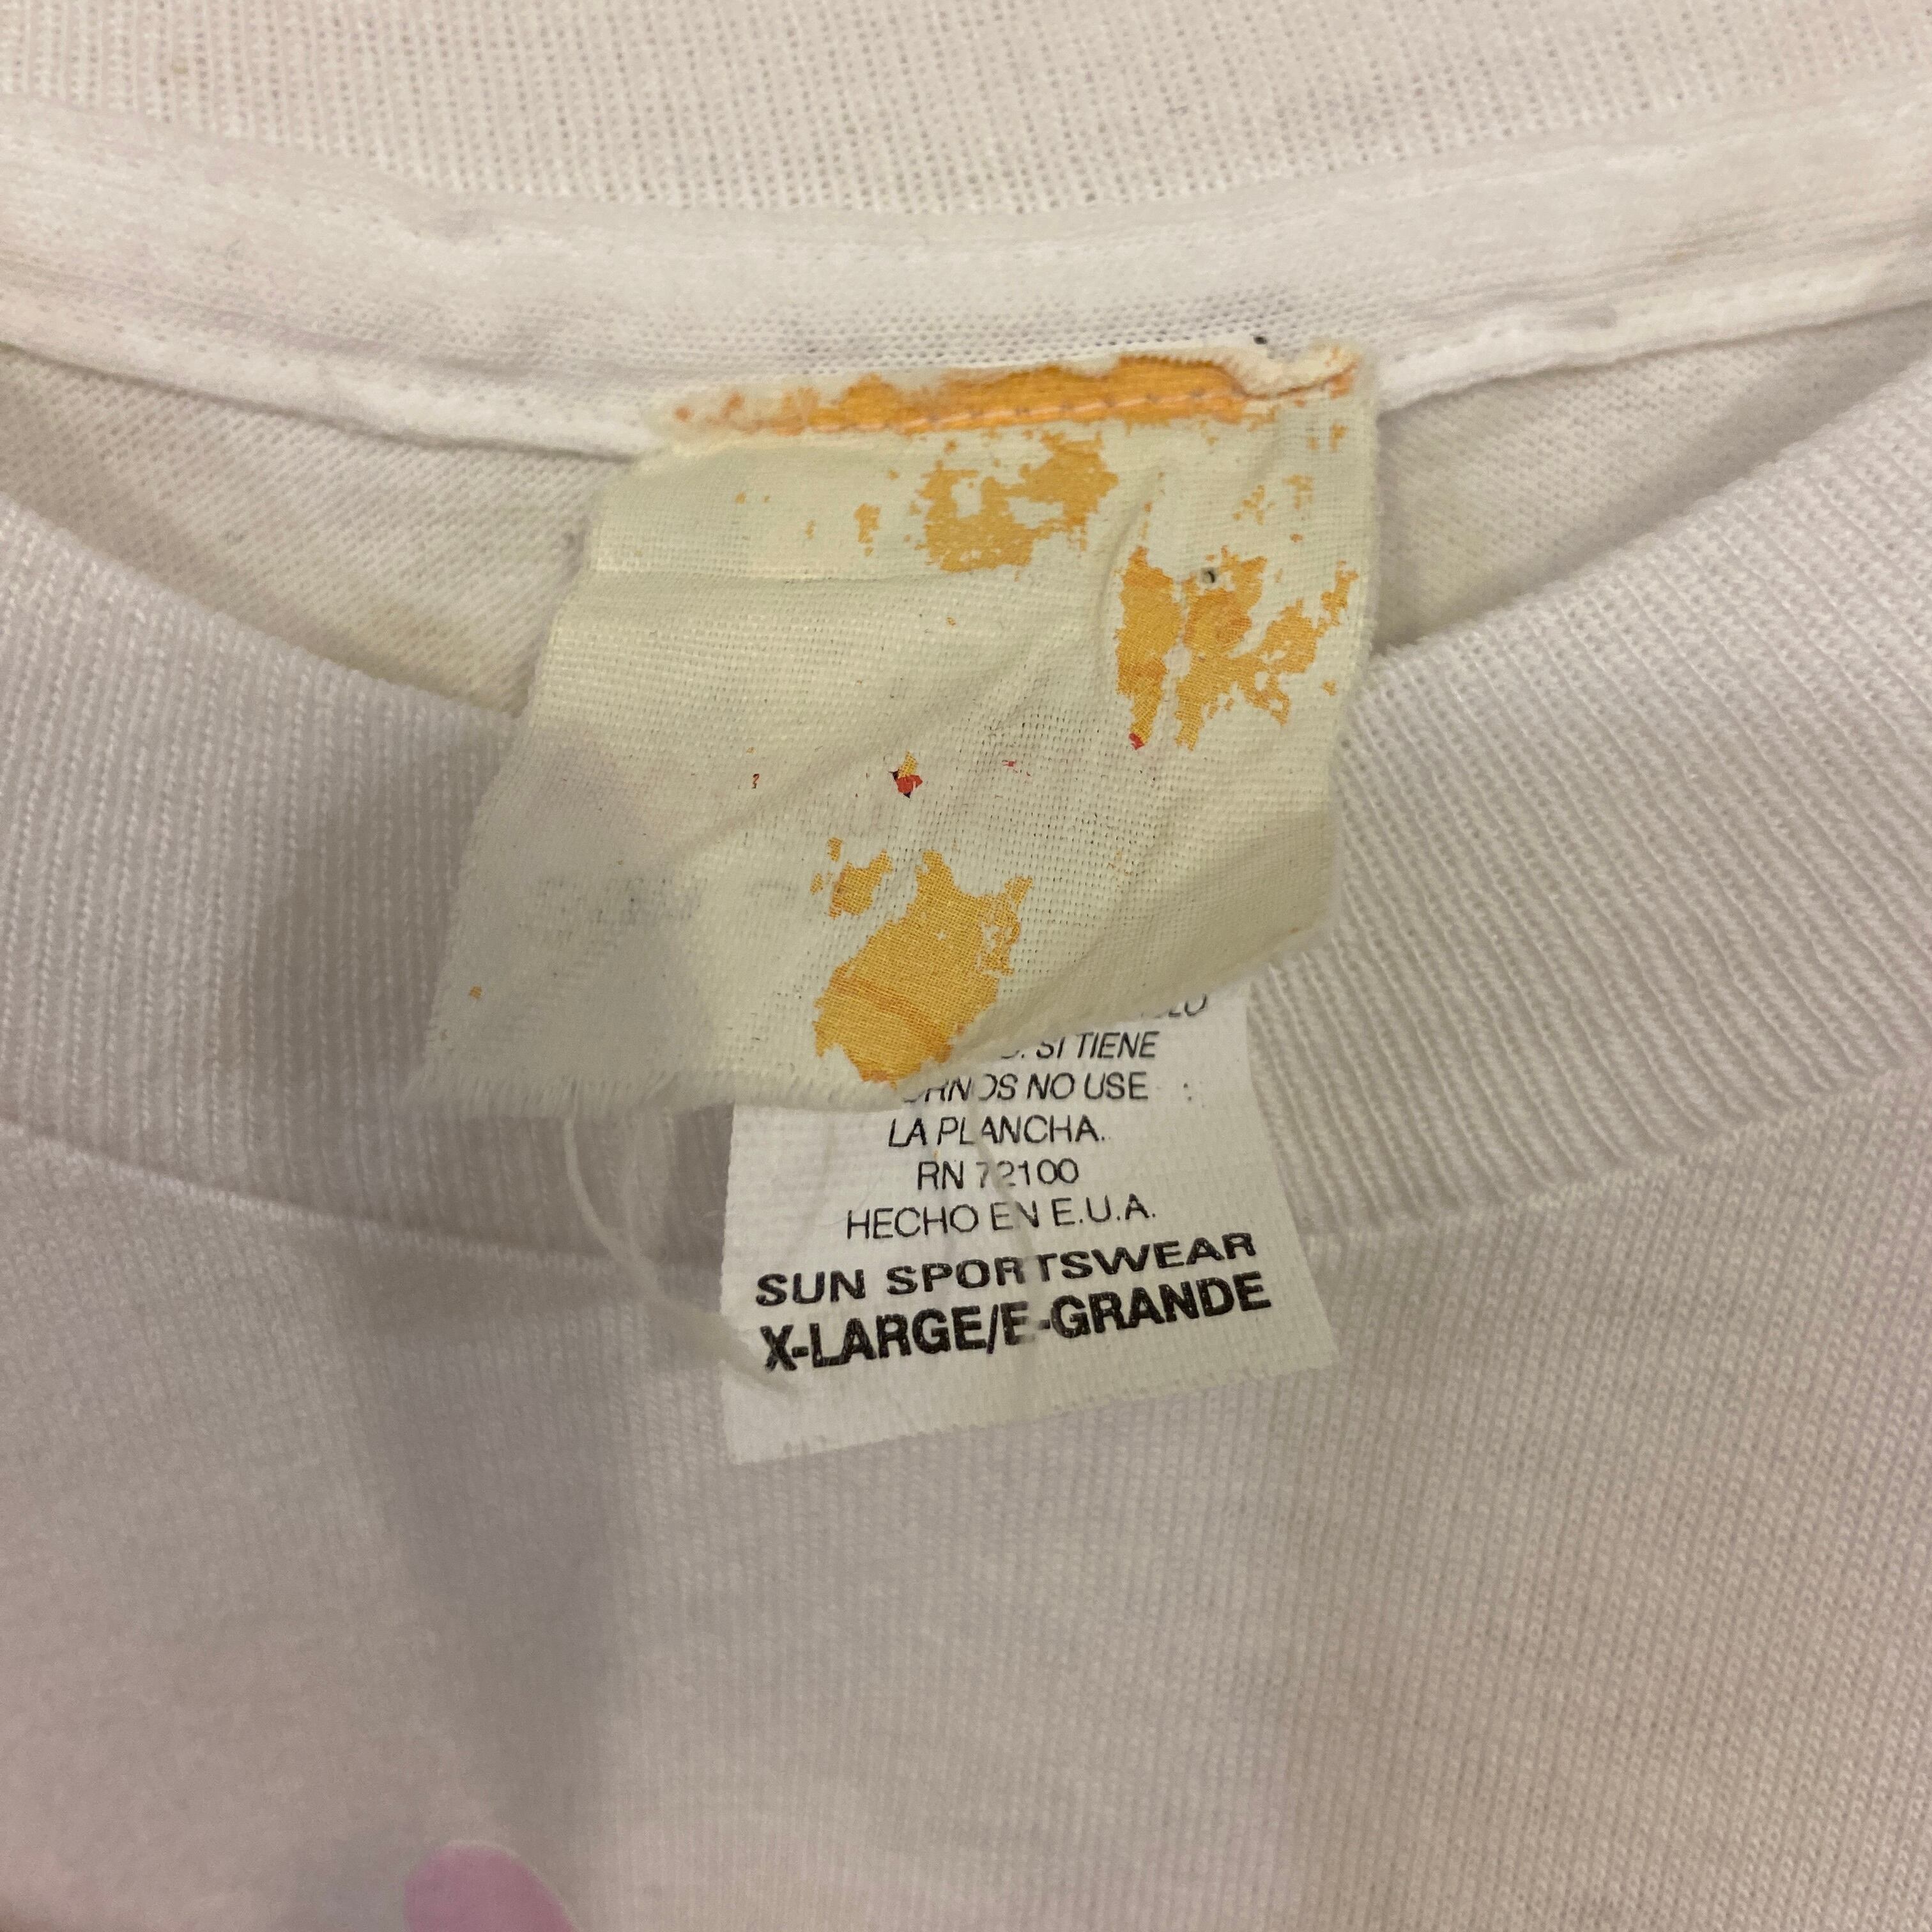 SI TIENE
NO USE
LA PLANCHA.
RN 72100
HECHO EN E.U.A.
SUN SPORTSWEAR
X-LARGE/E-GRANDE